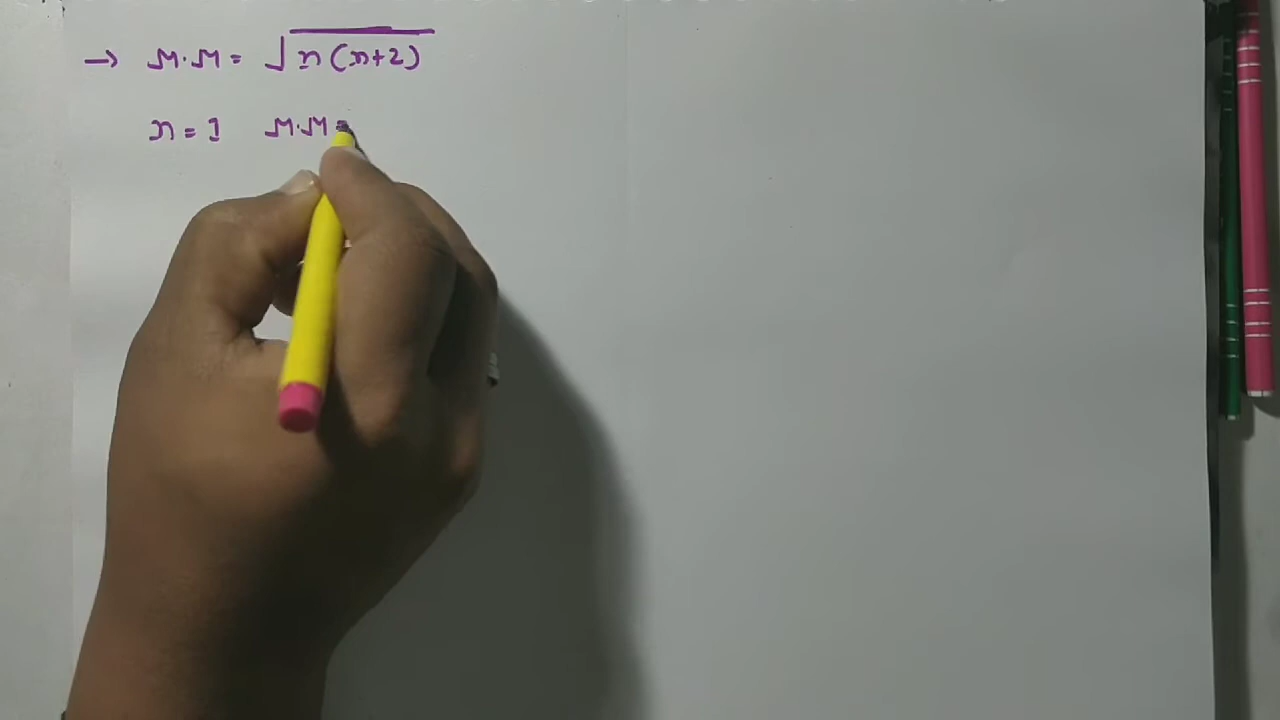 → M.M = √n(n+2)
n = 1 M.M =